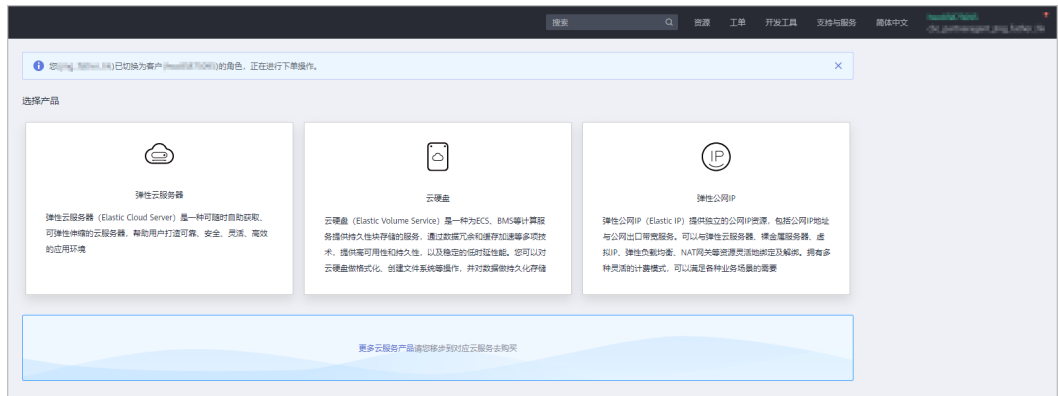 搜索
资源 工单 开发工具 支持与服务 简体中文
您 已切换为客户 的角色，正在进行下单操作。
选择产品
弹性云服务器
弹性云服务器（Elastic Cloud Server）是一种可随时自助获取、
可弹性伸缩的云服务器，帮助用户打造可靠、安全、灵活、高效
的应用环境
云硬盘
云硬盘（Elastic Volume Service）是一种为ECS、BMS等计算服
务提供持久性块存储的服务，通过数据冗余和缓存加速等多项技
术，提供高可用性和持久性，以及稳定的低时延性能。您可以对
云硬盘做格式化、创建文件系统等操作，并对数据做持久化存储
IP
弹性公网IP
弹性公网IP（Elastic IP）提供独立的公网IP资源，包括公网IP地址
与公网出口带宽服务。可以与弹性云服务器、裸金属服务器、虚
拟IP、弹性负载均衡、NAT网关等资源灵活地绑定及解绑。拥有多
种灵活的计费模式，可以满足各种业务场景的需要
更多云服务产品请您移步到对应云服务去购买